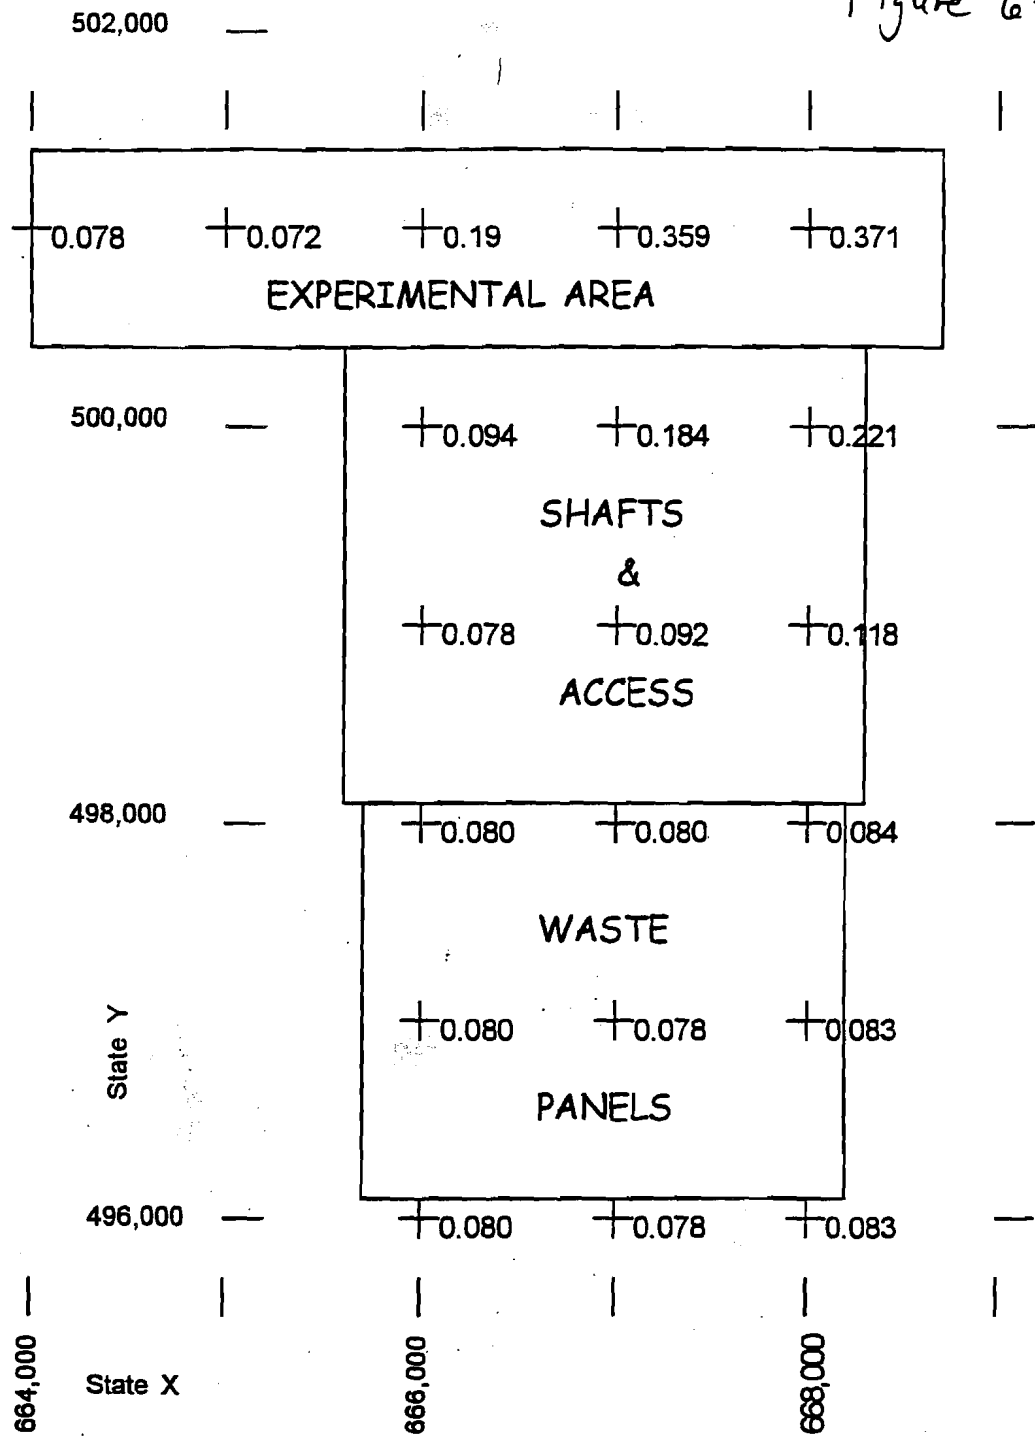 502,000
Figure 6
0.078 0.072 0.19 0.359 0.371
EXPERIMENTAL AREA
500,000
0.094 0.184 0.221
SHAFTS
&
0.078 0.092 0.118
ACCESS
498,000
0.080 0.080 0.084
WASTE
0.080 0.078 0.083
State Y
PANELS
496,000
0.080 0.078 0.083
664,000
666,000
668,000
State X